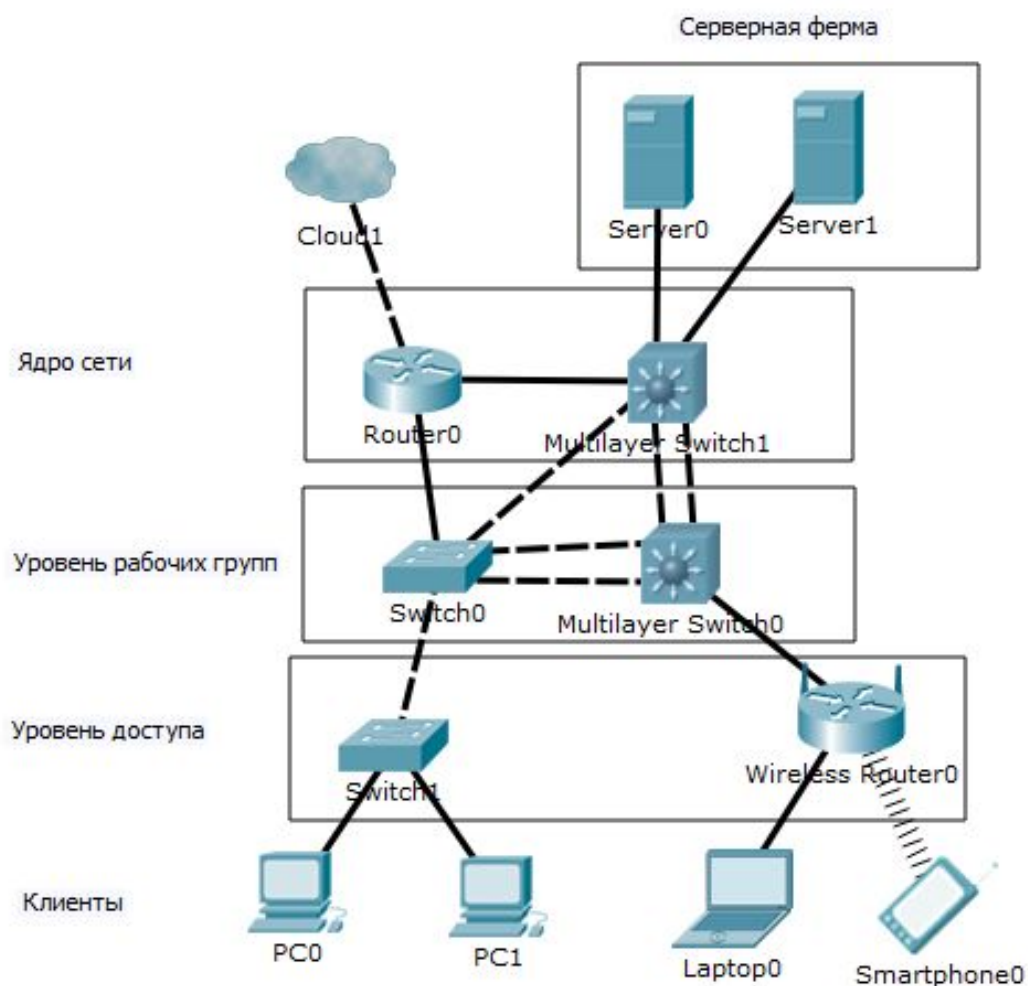 Серверная ферма
Cloud1
Server0
Server1
Ядро сети
Router0
Multilayer Switch1
Уровень рабочих групп
Switch0
Multilayer Switch0
Уровень доступа
Switch1
Wireless Router0
Клиенты
PC0
PC1
Laptop0
Smartphone0